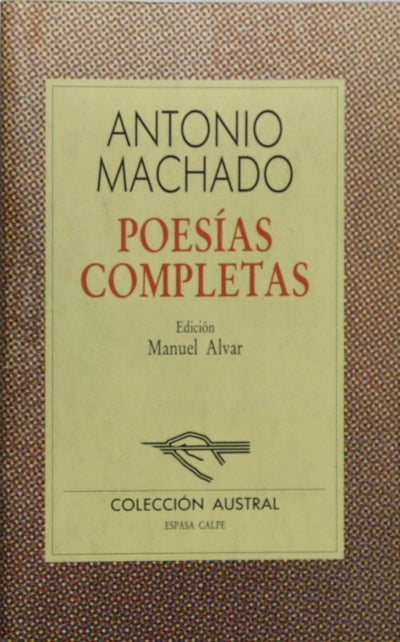 ANTONIO
MACHADO
POESÍAS
COMPLETAS
Edición
Manuel Alvar
COLECCIÓN AUSTRAL
ESPASA CALPE